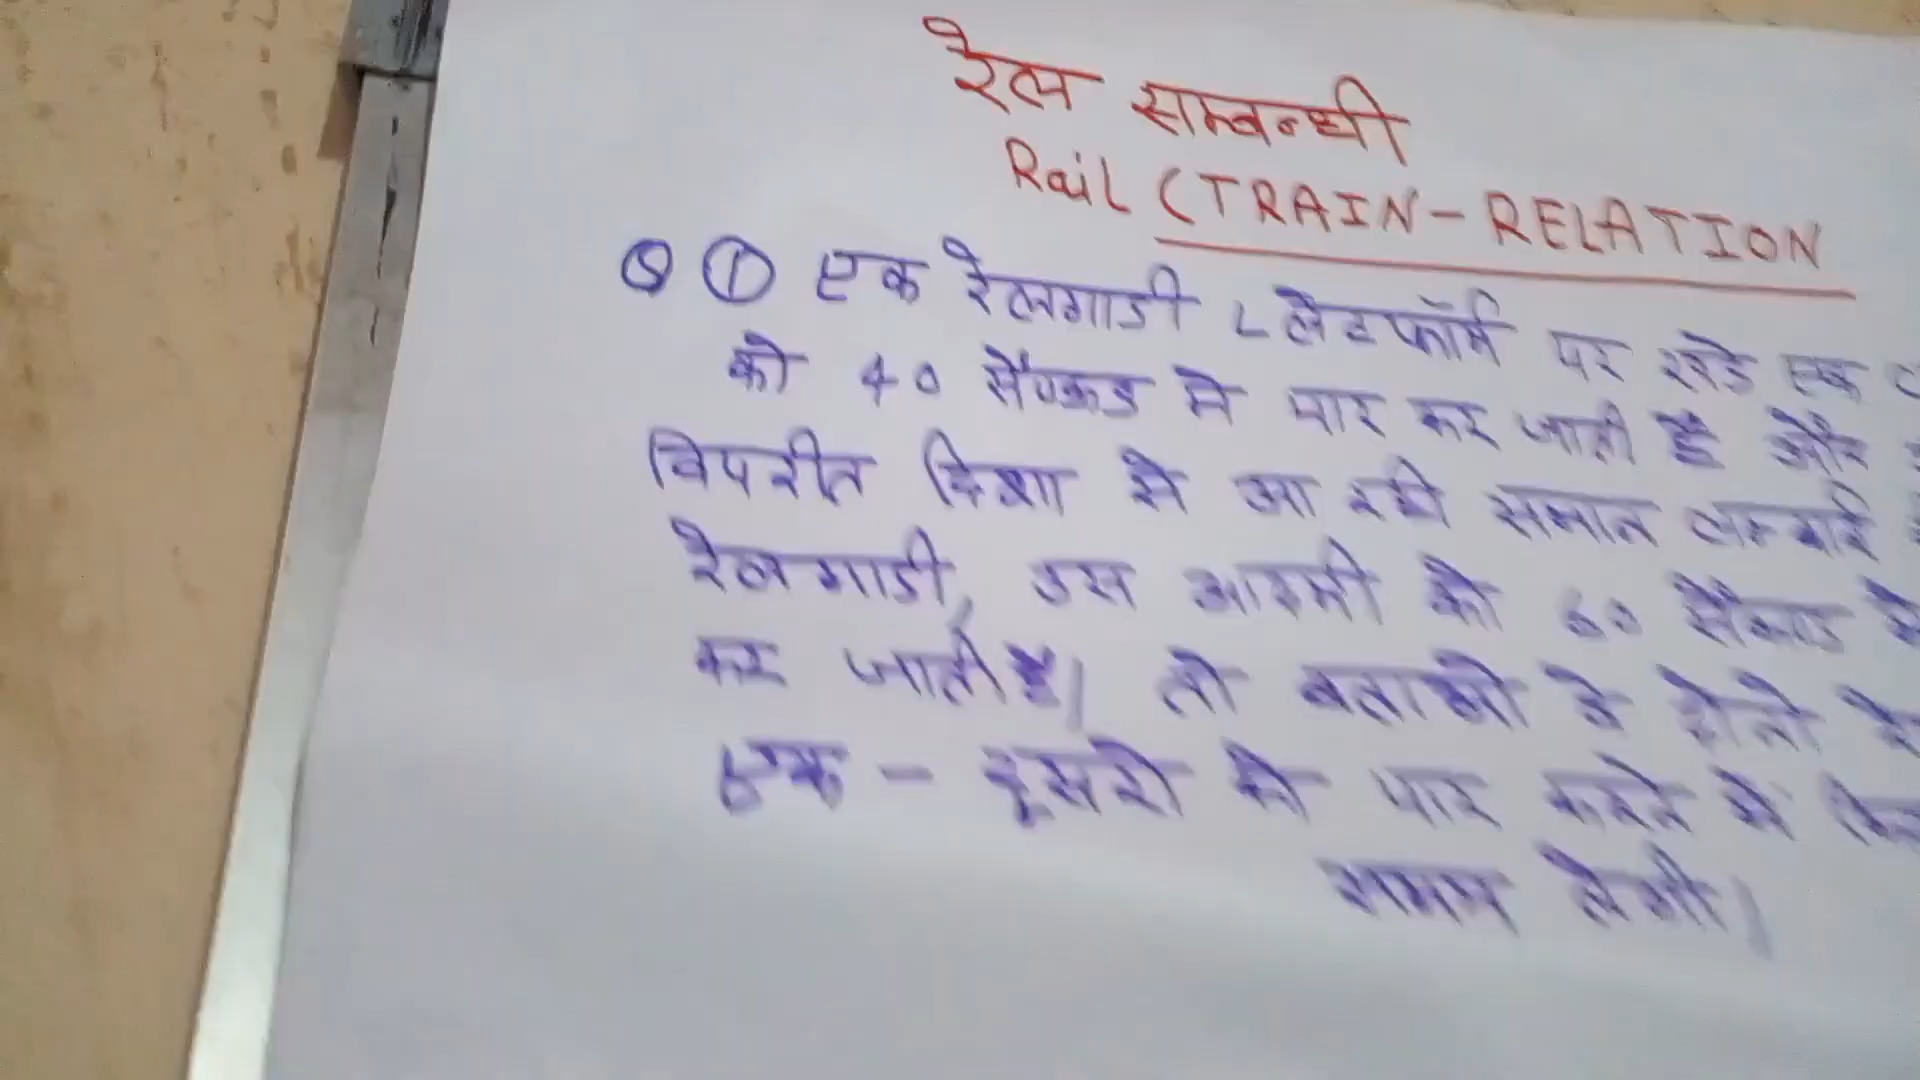 रेल सम्बन्धी
Rail (TRAIN-RELATION
Q ① एक रेलगाडी प्लेटफॉर्म पर खडे एक
को 40 सैकण्ड मे पार कर जाती है और
विपरीत दिशा से आ रही समान लम्बाई
रेलगाडी, उस आदमी को 60 सैकण्ड मे
कर जाती है। तो बताओ वे दोनो
एक - दूसरी को पार करने मे
समय लेगी।